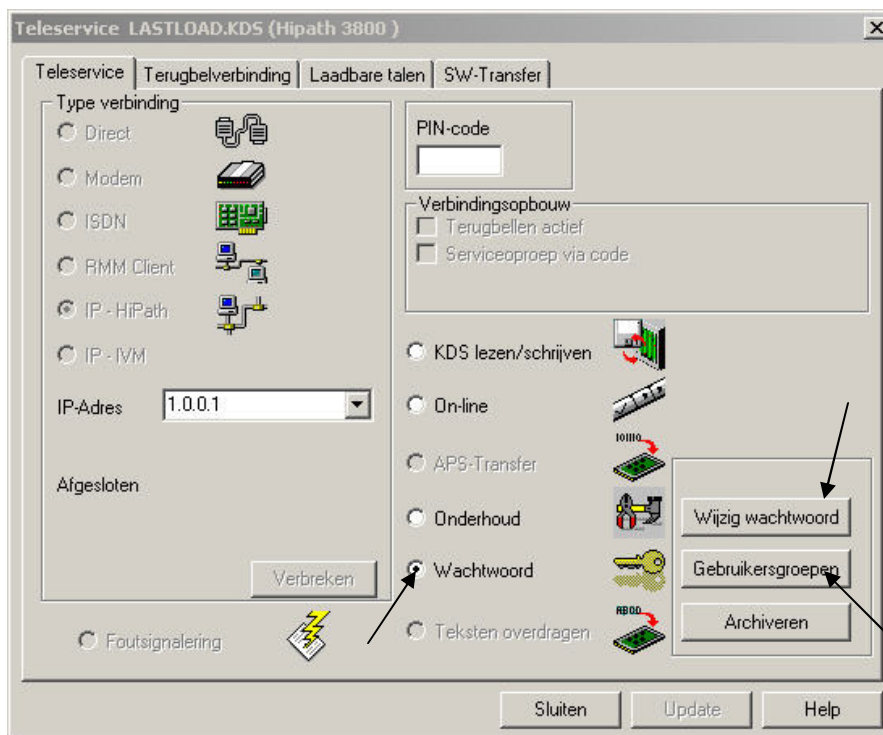 Teleservice LASTLOAD.KDS (Hipath 3800 )
Teleservice
Terugbelverbinding
Laadbare talen
SW-Transfer
Type verbinding
Direct
Modem
ISDN
RMM Client
IP - HiPath
IP - IVM
IP-Adres
1.0.0.1
Afgesloten
Verbreken
Foutsignalering
PIN-code
Verbindingsopbouw
Terugbellen actief
Serviceoproep via code
KDS lezen/schrijven
On-line
APS-Transfer
Onderhoud
Wachtwoord
Teksten overdragen
Wijzig wachtwoord
Gebruikersgroepen
Archiveren
Sluiten
Update
Help